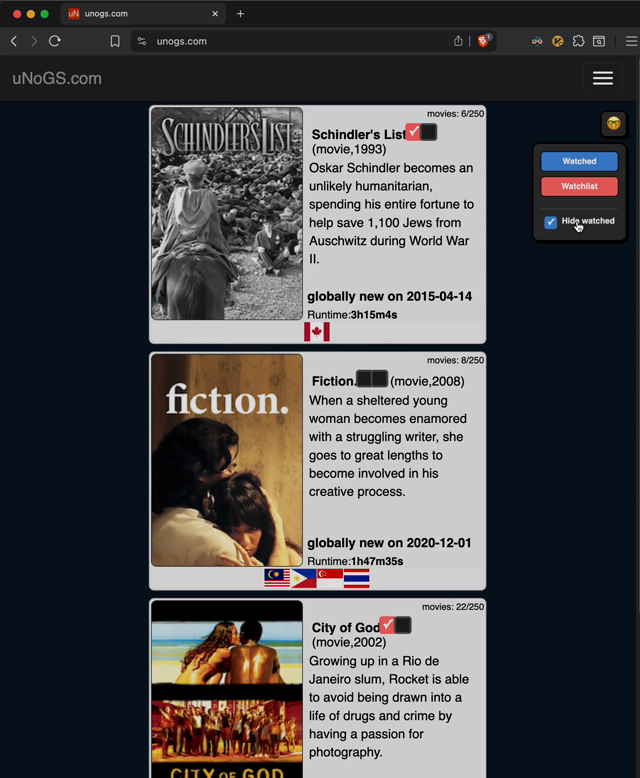 uN unogs.com
unogs.com
1
uNoGS.com
SCHINDLER'S LIST
movies: 6/250
Schindler's List
(movie,1993)
Oskar Schindler becomes an
unlikely humanitarian,
spending his entire fortune to
help save 1,100 Jews from
Auschwitz during World War
II.
globally new on 2015-04-14
Runtime:3h15m4s
Watched
Watchlist
Hide watched
fiction.
movies: 8/250
Fiction. (movie,2008)
When a sheltered young
woman becomes enamored
with a struggling writer, she
goes to great lengths to
become involved in his
creative process.
globally new on 2020-12-01
Runtime:1h47m35s
movies: 22/250
City of God
(movie,2002)
Growing up in a Rio de
Janeiro slum, Rocket is able
to avoid being drawn into a
life of drugs and crime by
having a passion for
photography.
CITY OF GOD